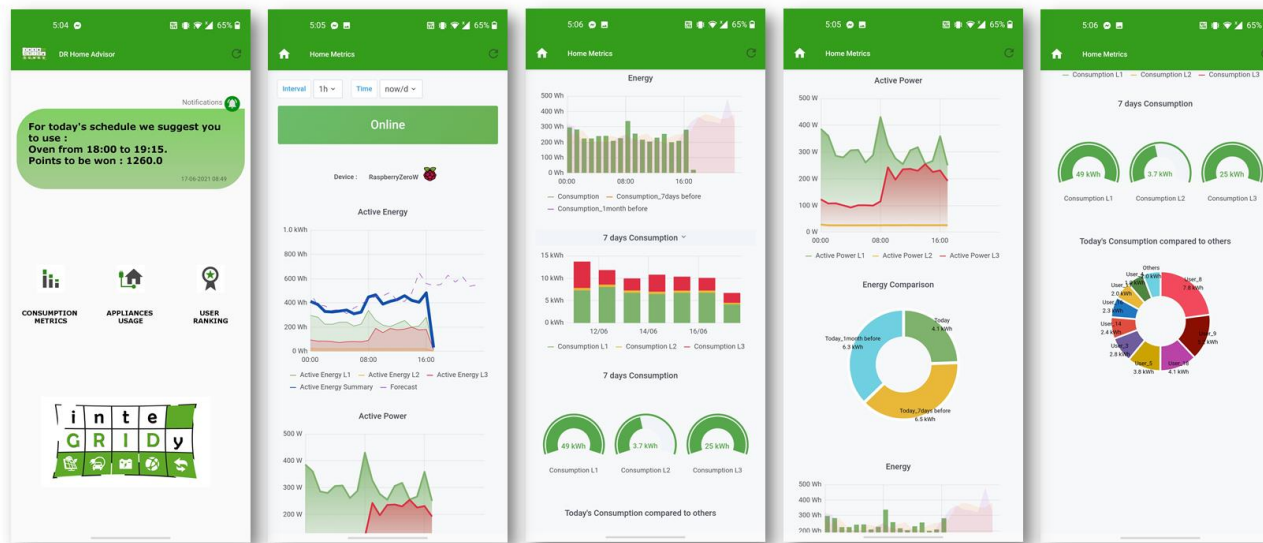 5:04
65%
DR Home Advisor
Notifications
For today's schedule we suggest you
to use :
Oven from 18:00 to 19:15.
Points to be won : 1260.0
17-06-2021 08:49
CONSUMPTION
METRICS
APPLIANCES
USAGE
USER
RANKING
i n t e
G R I D y
5:05
65%
Home Metrics
Interval 1h Time now/d
Online
Device : RaspberryZeroW
Active Energy
1.0 kWh
800 Wh
600 Wh
400 Wh
200 Wh
0 Wh
00:00 08:00 16:00
Active Energy L1 Active Energy L2 Active Energy L3
Active Energy Summary Forecast
Active Power
500 W
400 W
300 W
200 W
5:06
65%
Home Metrics
Energy
500 Wh
400 Wh
300 Wh
200 Wh
100 Wh
0 Wh
00:00 08:00 16:00
Consumption Consumption_7days before
Consumption_1month before
7 days Consumption
15 kWh
10 kWh
5 kWh
0 kWh
12/06 14/06 16/06
Consumption L1 Consumption L2 Consumption L3
7 days Consumption
49 kWh 3.7 kWh 25 kWh
Consumption L1 Consumption L2 Consumption L3
Today's Consumption compared to others
5:05
65%
Home Metrics
Active Power
500 W
400 W
300 W
200 W
100 W
0 W
00:00 08:00 16:00
Active Power L1 Active Power L2 Active Power L3
Energy Comparison
Today
4.1 kWh
Today_1month before
6.3 kWh
Today_7days before
6.5 kWh
Energy
500 Wh
400 Wh
300 Wh
200 Wh
5:06
65%
Home Metrics
Consumption L1 Consumption L2 Consumption L3
7 days Consumption
49 kWh 3.7 kWh 25 kWh
Consumption L1 Consumption L2 Consumption L3
Today's Consumption compared to others
Others
User_8
7.8 kWh
User_9
2.0 kWh
2.3 kWh
User_14
2.4 kWh
User_3
2.8 kWh
User_5
3.8 kWh
4.1 kWh